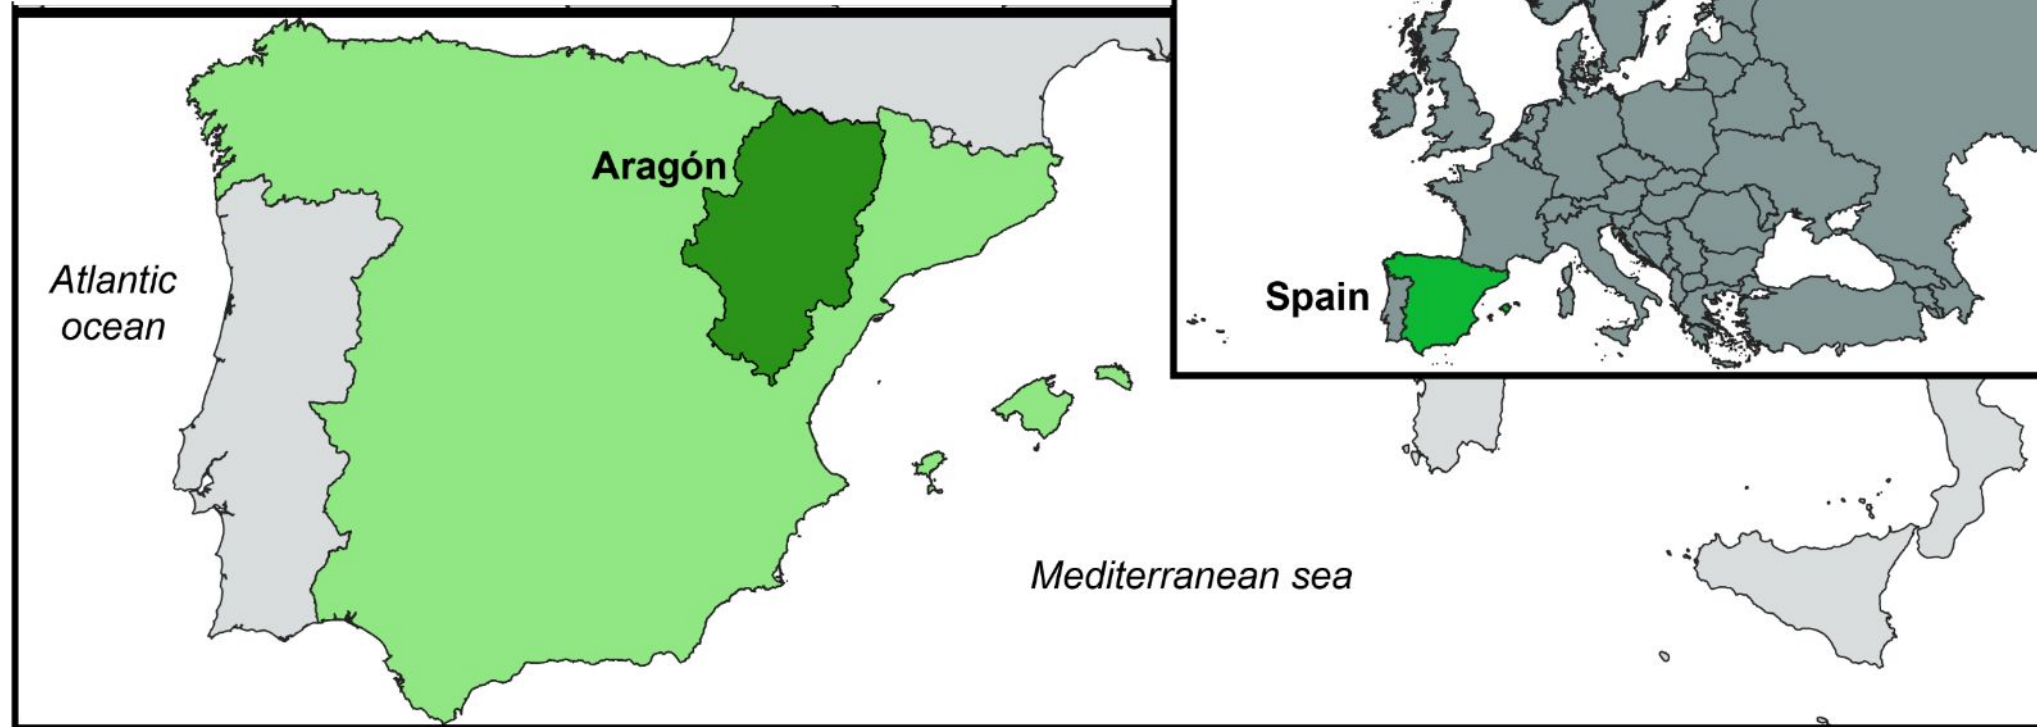 Aragón
Atlantic
ocean
Spain
Mediterranean sea